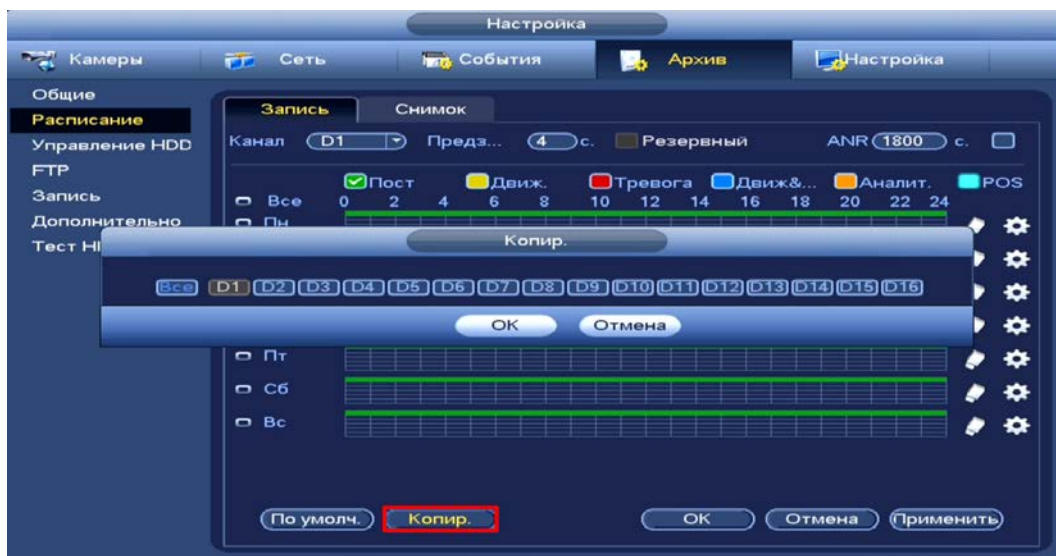 Настройка
Камеры Сеть События Архив Настройка
Общие
Расписание
Управление HDD
FTP
Запись
Дополнительно
Запись Снимок
Канал D1 Предз... 4 с. Резервный ANR 1800 с.
Пост Движ. Тревога Движ&... Аналит. POS
Все 0 2 4 6 8 10 12 14 16 18 20 22 24
Пн
Тест
Копир.
Все D1 D2 D3 D4 D5 D6 D7 D8 D9 D10 D11 D12 D13 D14 D15 D16
OK Отмена
Пт
Сб
Вс
По умолч. Копир. OK Отмена Применить